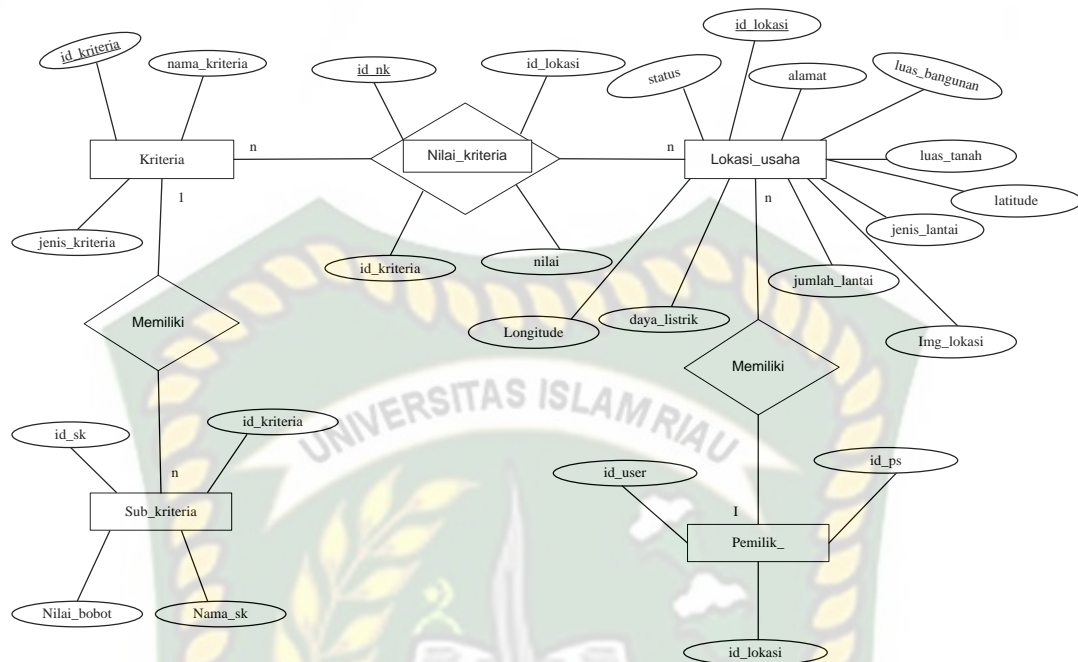 id_kriteria
nama_kriteria
id_nk
id_lokasi
id_lokasi
status
alamat
luas_bangunan
Kriteria
n
Nilai_kriteria
n
Lokasi_usaha
luas_tanah
latitude
1
n
jenis_lantai
jenis_kriteria
id_kriteria
nilai
jumlah_lantai
Memiliki
Longitude
daya_listrik
Img_lokasi
Memiliki
UNIVERSITAS ISLAM RIAU
id_sk
id_kriteria
id_user
id_ps
n
Sub_kriteria
I
Pemilik_
Nilai_bobot
Nama_sk
id_lokasi